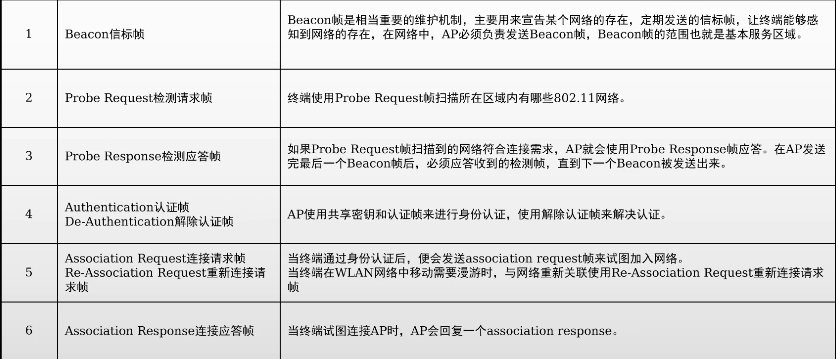 1
Beacon信标帧
Beacon帧是相当重要的维护机制，主要用来宣告某个网络的存在，定期发送的信标帧，让终端能够感
知到网络的存在，在网络中，AP必须负责发送Beacon帧，Beacon帧的范围也就是基本服务区域。
2
Probe Request检测请求帧
终端使用Probe Request帧扫描所在区域内有哪些802.11网络。
3
Probe Response检测应答帧
如果Probe Request帧扫描到的网络符合连接需求，AP就会使用Probe Response帧应答。在AP发送
完最后一个Beacon帧后，必须应答收到的检测帧，直到下一个Beacon被发送出来。
4
Authentication认证帧
De-Authentication解除认证帧
AP使用共享密钥和认证帧来进行身份认证，使用解除认证帧来解决认证。
5
Association Request连接请求帧
Re-Association Request重新连接请
求帧
当终端通过身份认证后，便会发送association request帧来试图加入网络。
当终端在WLAN网络中移动需要漫游时，与网络重新关联使用Re-Association Request重新连接请求
帧
6
Association Response连接应答帧
当终端试图连接AP时，AP会回复一个association response。